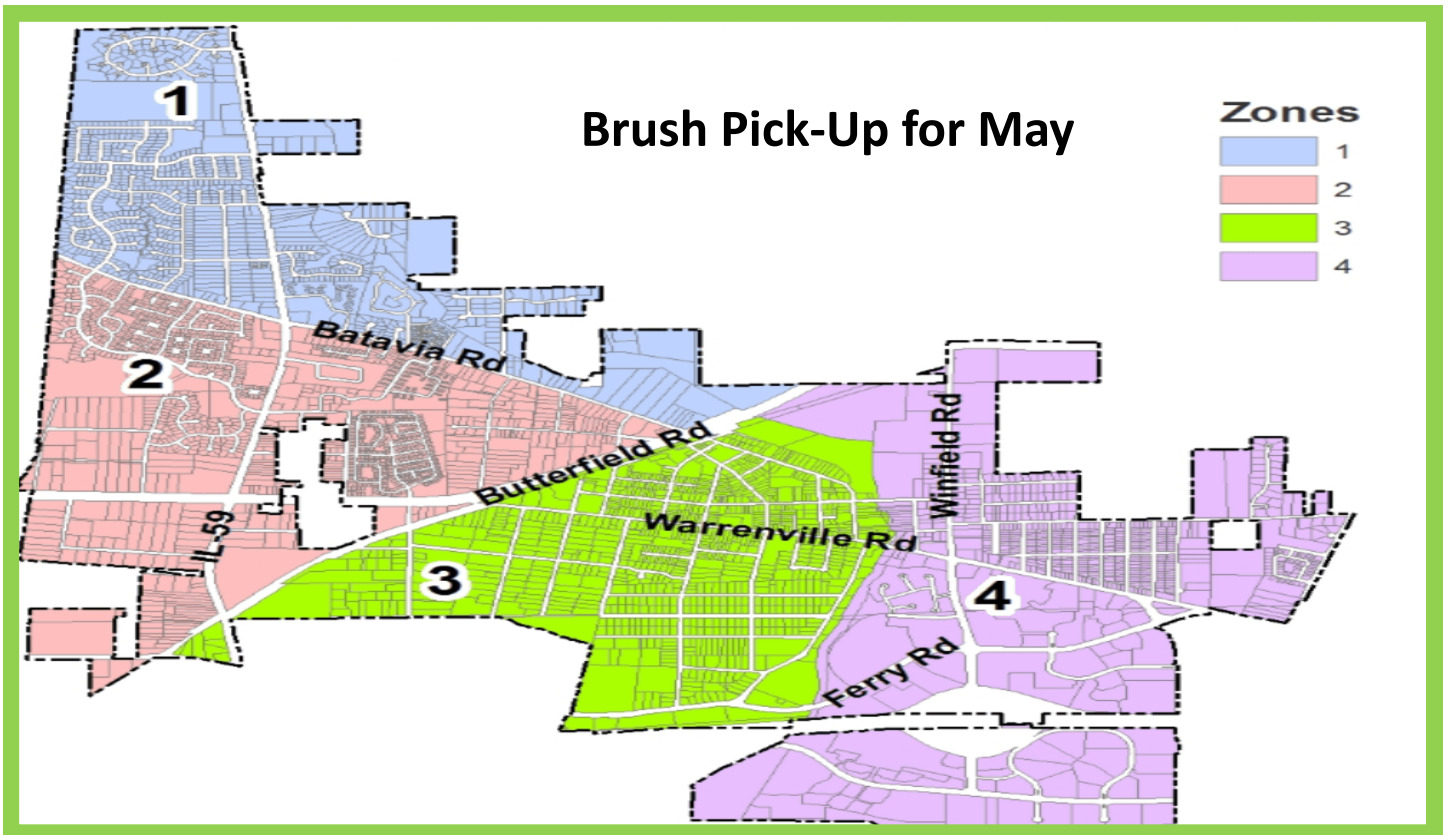 Brush Pick-Up for May
Zones
1
2
3
4
1
2
3
4
Batavia Rd
Butterfield Rd
Winfield Rd
Warrenville Rd
IL-59
Ferry Rd